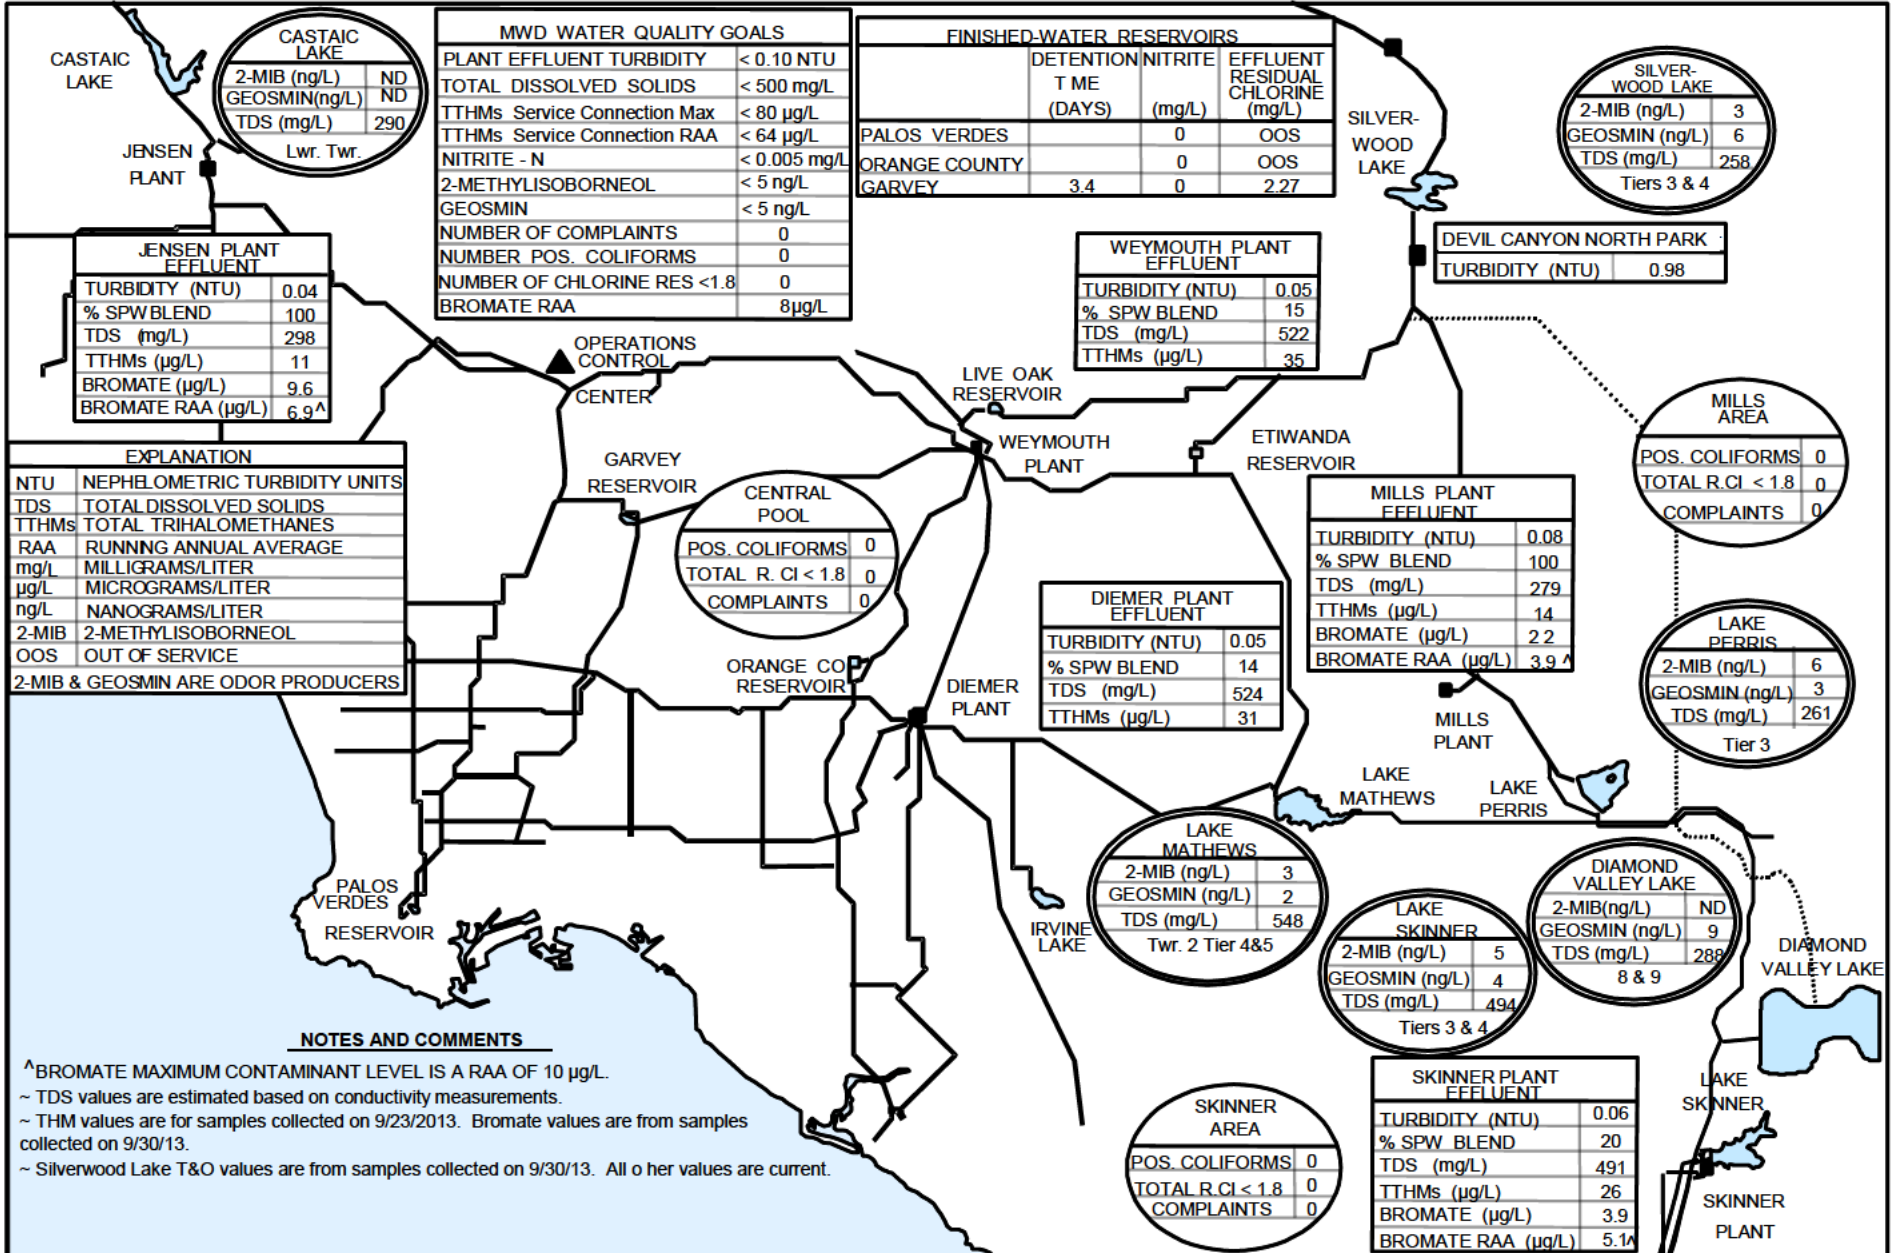 CASTAIC
LAKE
CASTAIC
LAKE
2-MIB (ng/L) ND
GEOSMIN(ng/L) ND
TDS (mg/L) 290
Lwr. Twr.
JENSEN
PLANT
MWD WATER QUALITY GOALS
PLANT EFFLUENT TURBIDITY < 0.10 NTU
TOTAL DISSOLVED SOLIDS < 500 mg/L
TTHMs Service Connection Max < 80 µg/L
TTHMs Service Connection RAA < 64 µg/L
NITRITE - N < 0.005 mg/L
2-METHYLISOBORNEOL < 5 ng/L
GEOSMIN < 5 ng/L
NUMBER OF COMPLAINTS 0
NUMBER POS. COLIFORMS 0
NUMBER OF CHLORINE RES <1.8 0
BROMATE RAA 8µg/L
FINISHED-WATER RESERVOIRS
DETENTION NITRITE EFFLUENT
RESIDUAL
T ME CHLORINE
(DAYS) (mg/L) (mg/L)
PALOS VERDES 0 OOS
ORANGE COUNTY 0 OOS
GARVEY 3.4 0 2.27
SILVER-
WOOD
LAKE
SILVER-
WOOD LAKE
2-MIB (ng/L) 3
GEOSMIN (ng/L) 6
TDS (mg/L) 258
Tiers 3 & 4
DEVIL CANYON NORTH PARK
TURBIDITY (NTU) 0.98
JENSEN PLANT
EFFLUENT
TURBIDITY (NTU) 0.04
% SPW BLEND 100
TDS (mg/L) 298
TTHMs (µg/L) 11
BROMATE (µg/L) 9.6
BROMATE RAA (µg/L) 6.9^
WEYMOUTH PLANT
EFFLUENT
TURBIDITY (NTU) 0.05
% SPW BLEND 15
TDS (mg/L) 522
TTHMs (µg/L) 35
OPERATIONS
CONTROL
CENTER
LIVE OAK
RESERVOIR
WEYMOUTH
PLANT
ETIWANDA
RESERVOIR
MILLS
AREA
POS. COLIFORMS 0
TOTAL R.Cl < 1.8 0
COMPLAINTS 0
EXPLANATION
NTU NEPHELOMETRIC TURBIDITY UNITS
TDS TOTAL DISSOLVED SOLIDS
TTHMs TOTAL TRIHALOMETHANES
RAA RUNNING ANNUAL AVERAGE
mg/L MILLIGRAMS/LITER
µg/L MICROGRAMS/LITER
ng/L NANOGRAMS/LITER
2-MIB 2-METHYLISOBORNEOL
OOS OUT OF SERVICE
2-MIB & GEOSMIN ARE ODOR PRODUCERS
GARVEY
RESERVOIR
CENTRAL
POOL
POS. COLIFORMS 0
TOTAL R. Cl < 1.8 0
COMPLAINTS 0
MILLS PLANT
EFFLUENT
TURBIDITY (NTU) 0.08
% SPW BLEND 100
TDS (mg/L) 279
TTHMs (µg/L) 14
BROMATE (µg/L) 2 2
BROMATE RAA (µg/L) 3.9 ^
DIEMER PLANT
EFFLUENT
TURBIDITY (NTU) 0.05
% SPW BLEND 14
TDS (mg/L) 524
TTHMs (µg/L) 31
LAKE
PERRIS
2-MIB (ng/L) 6
GEOSMIN (ng/L) 3
TDS (mg/L) 261
Tier 3
ORANGE CO
RESERVOIR
DIEMER
PLANT
MILLS
PLANT
LAKE
MATHEWS
LAKE
PERRIS
LAKE
MATHEWS
2-MIB (ng/L) 3
GEOSMIN (ng/L) 2
TDS (mg/L) 548
Twr. 2 Tier 4&5
DIAMOND
VALLEY LAKE
2-MIB(ng/L) ND
GEOSMIN (ng/L) 9
TDS (mg/L) 288
8 & 9
PALOS
VERDES
RESERVOIR
IRVINE
LAKE
LAKE
SKINNER
2-MIB (ng/L) 5
GEOSMIN (ng/L) 4
TDS (mg/L) 494
Tiers 3 & 4
DIAMOND
VALLEY LAKE
NOTES AND COMMENTS
^BROMATE MAXIMUM CONTAMINANT LEVEL IS A RAA OF 10 µg/L.
~ TDS values are estimated based on conductivity measurements.
~ THM values are for samples collected on 9/23/2013. Bromate values are from samples
collected on 9/30/13.
~ Silverwood Lake T&O values are from samples collected on 9/30/13. All o her values are current.
SKINNER
AREA
POS. COLIFORMS 0
TOTAL R.Cl < 1.8 0
COMPLAINTS 0
SKINNER PLANT
EFFLUENT
TURBIDITY (NTU) 0.06
% SPW BLEND 20
TDS (mg/L) 491
TTHMs (µg/L) 26
BROMATE (µg/L) 3.9
BROMATE RAA (µg/L) 5.1^
LAKE
SKINNER
SKINNER
PLANT